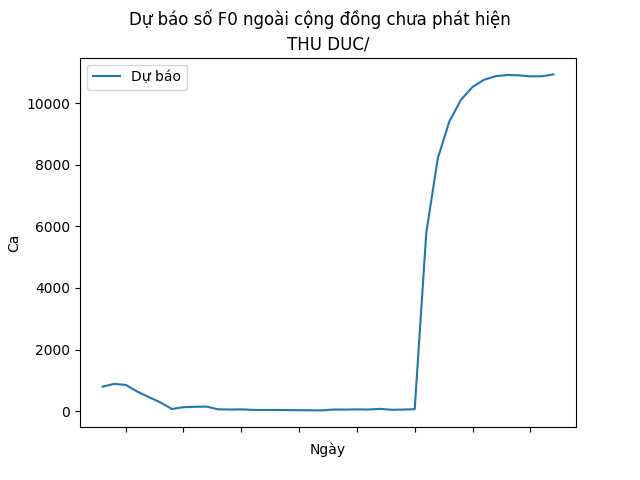 Dự báo số F0 ngoài cộng đồng chưa phát hiện
THU DUC/
Dự báo
10000
8000
6000
4000
2000
0
Ca
Ngày